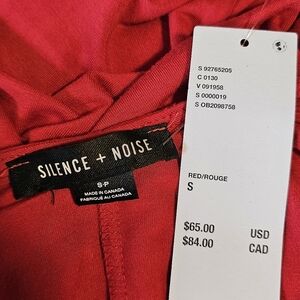 SILENCE + NOISE
S-P
MADE IN CANADA
FABRIQUÉ AU CANADA
S 92765205
C 0130
V 091958
S 0000019
S OB2098758
RED/ROUGE
S
$65.00 USD
$84.00 CAD